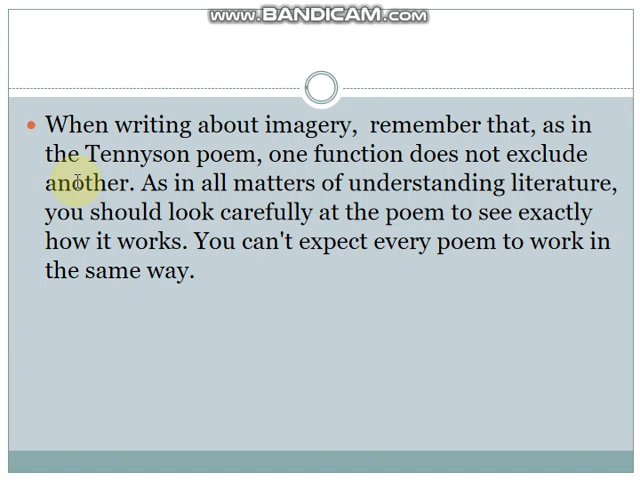 www.BANDICAM.com
• When writing about imagery,  remember that, as in
the Tennyson poem, one function does not exclude
another. As in all matters of understanding literature,
you should look carefully at the poem to see exactly
how it works. You can't expect every poem to work in
the same way.